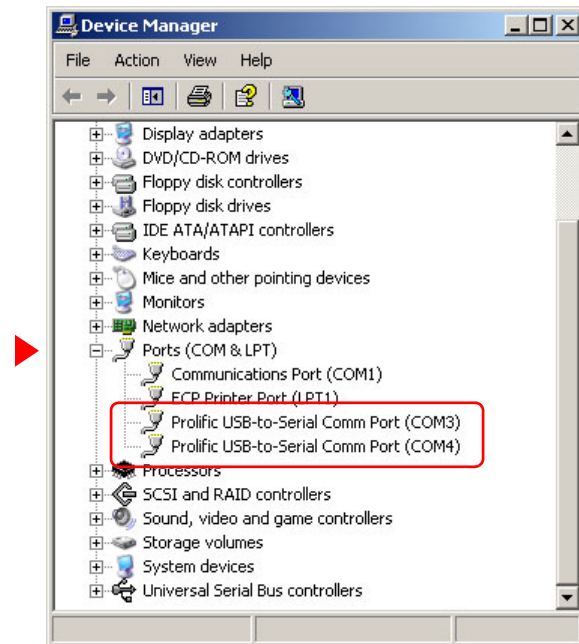 Device Manager
File Action View Help
Display adapters
DVD/CD-ROM drives
Floppy disk controllers
Floppy disk drives
IDE ATA/ATAPI controllers
Keyboards
Mice and other pointing devices
Monitors
Network adapters
Ports (COM & LPT)
Communications Port (COM1)
ECP Printer Port (LPT1)
Prolific USB-to-Serial Comm Port (COM3)
Prolific USB-to-Serial Comm Port (COM4)
Processors
SCSI and RAID controllers
Sound, video and game controllers
Storage volumes
System devices
Universal Serial Bus controllers